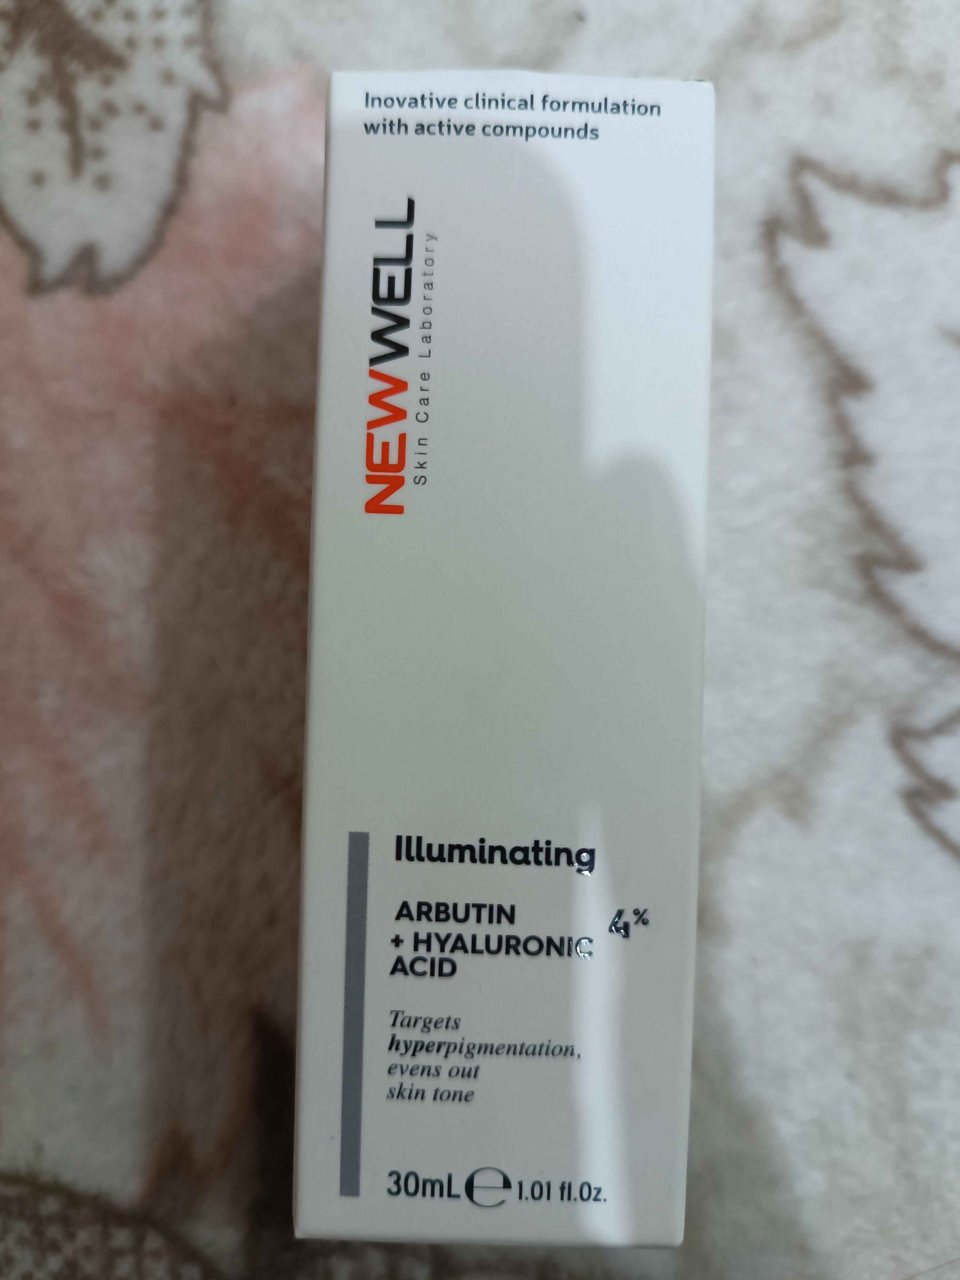 Inovative clinical formulation
with active compounds
NEWWELL
Skin Care Laboratory
Illuminating
ARBUTIN
+ HYALURONIC
ACID
4%
Targets
hyperpigmentation,
evens out
skin tone
30mL e 1.01 fl.Oz.